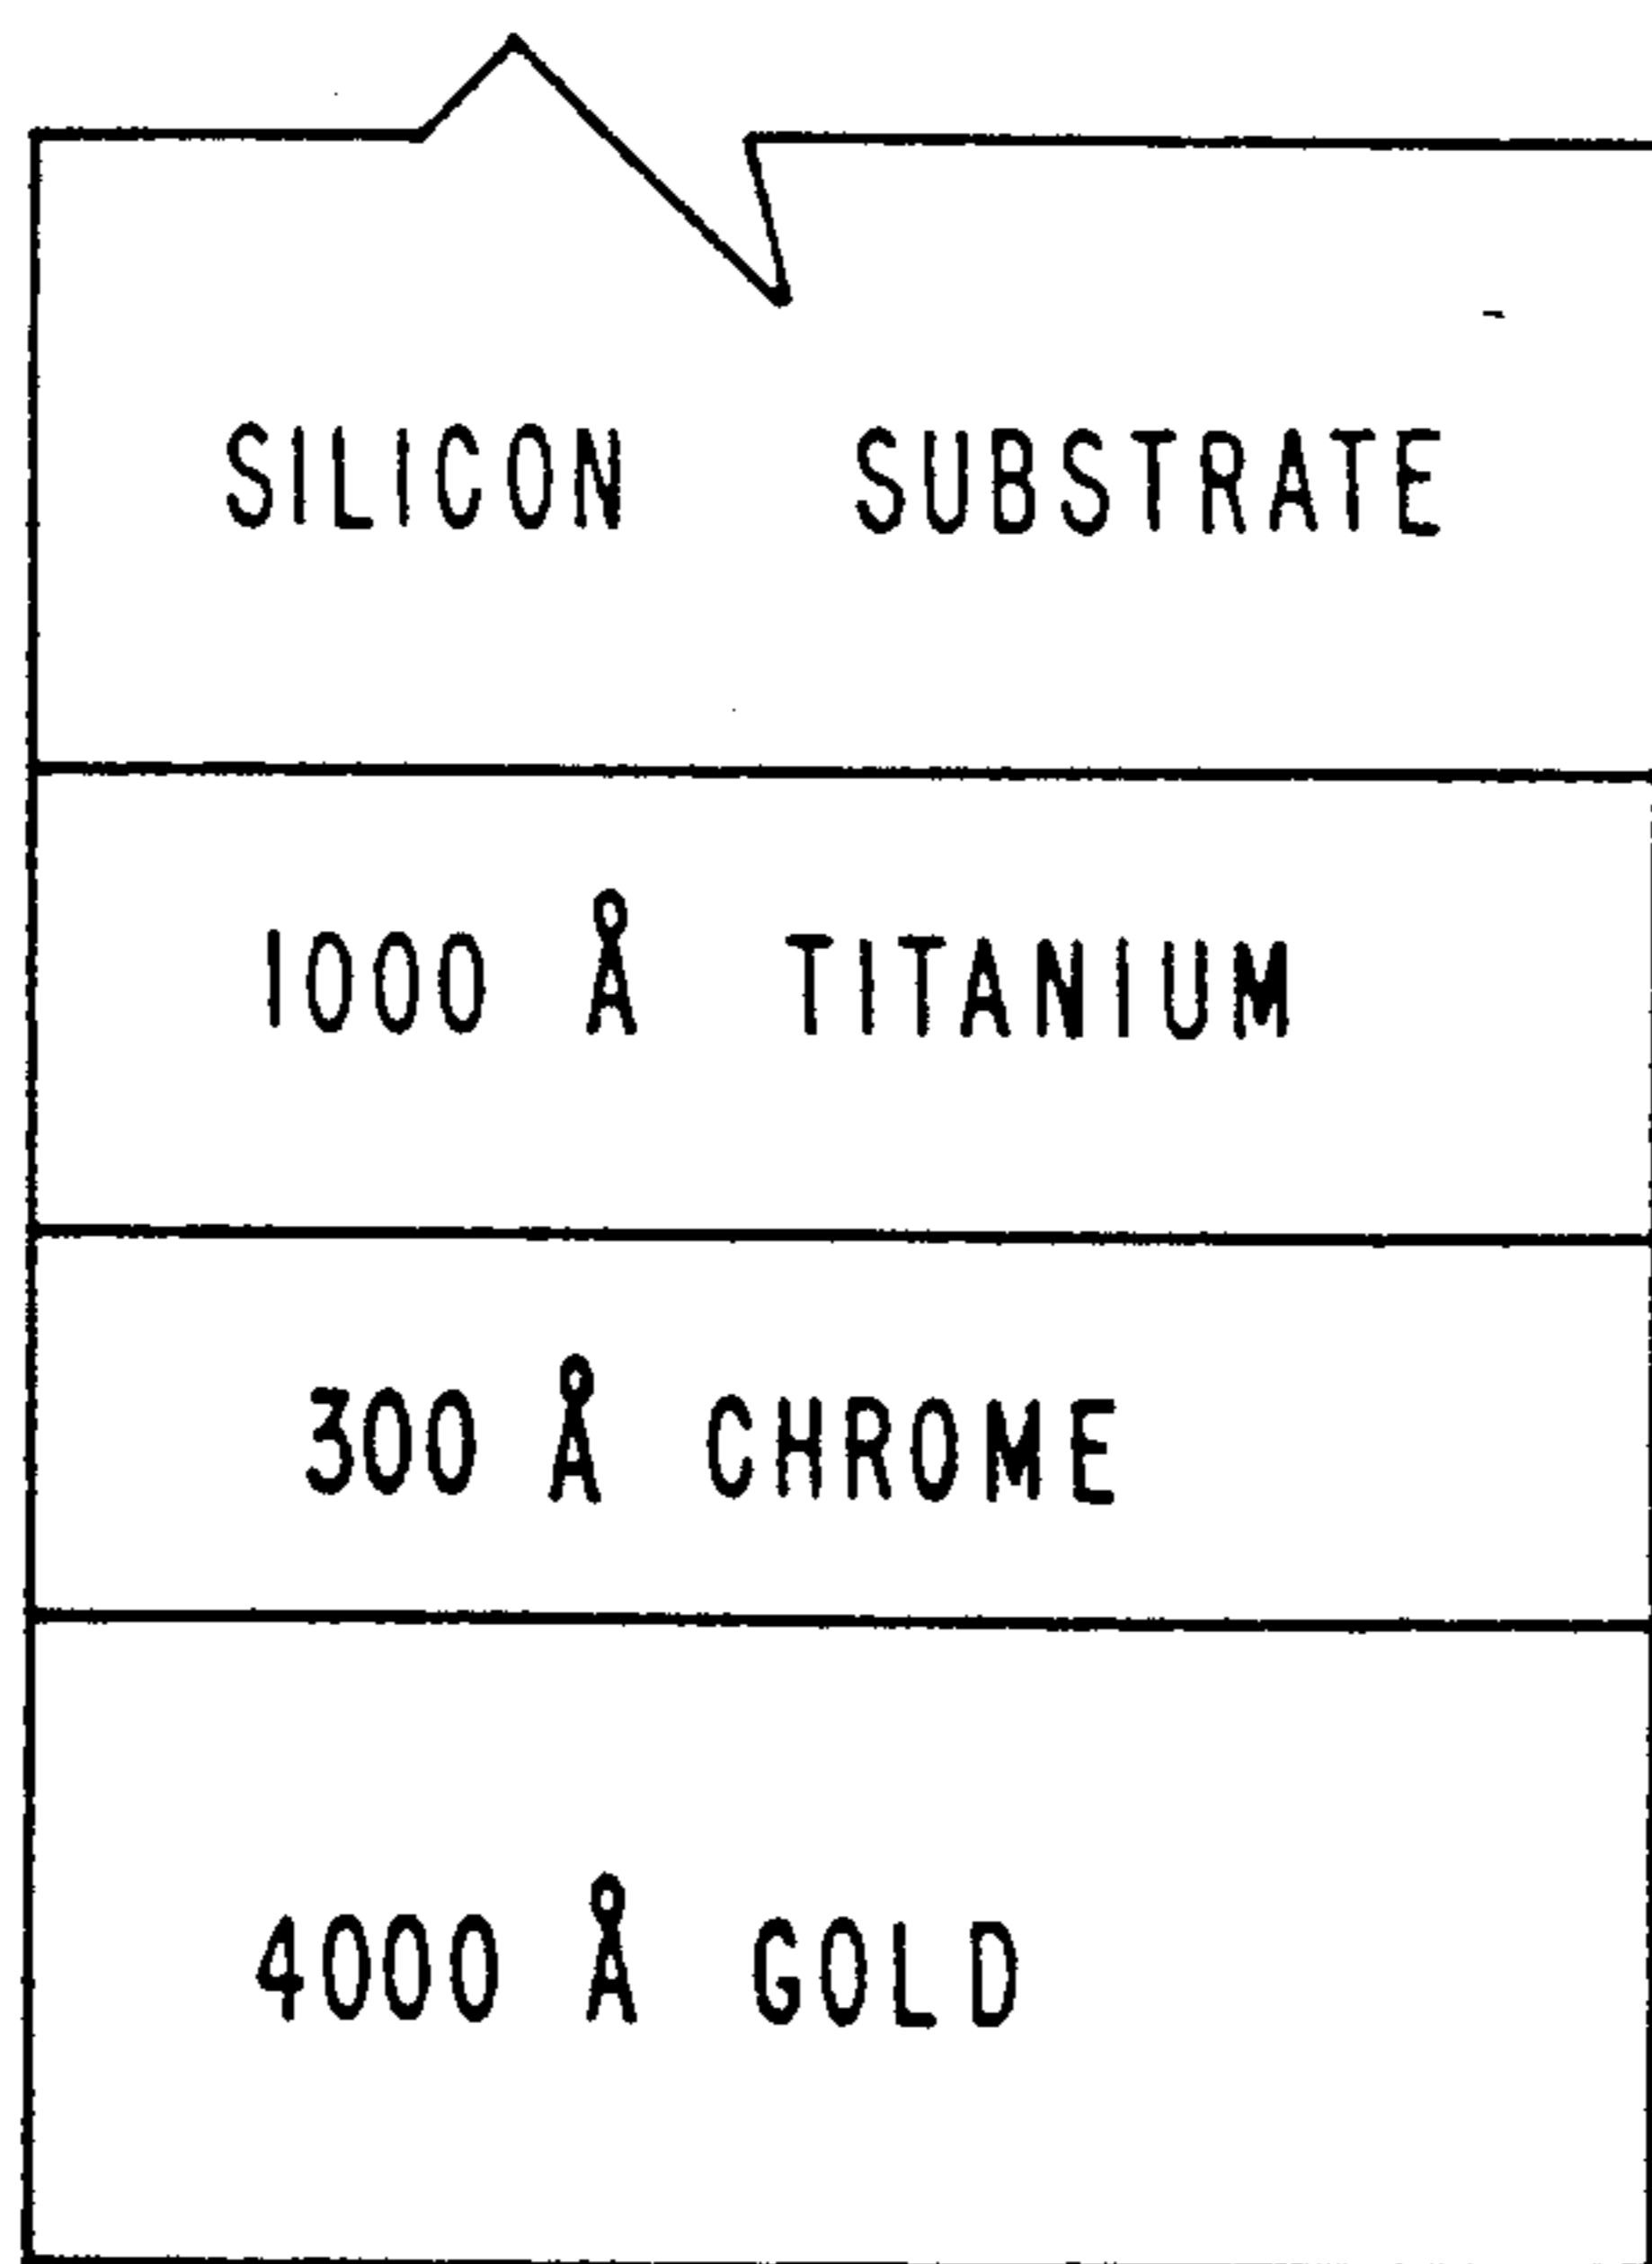 SILICON SUBSTRATE
1000 Å TITANIUM
300 Å CHROME
4000 Å GOLD